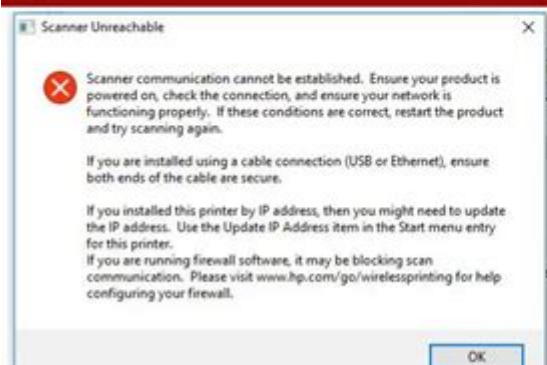 Scanner Unreachable
Scanner communication cannot be established. Ensure your product is
powered on, check the connection, and ensure your network is
functioning properly. If these conditions are correct, restart the product
and try scanning again.
If you are installed using a cable connection (USB or Ethernet), ensure
both ends of the cable are secure.
If you installed this printer by IP address, then you might need to update
the IP address. Use the Update IP Address item in the Start menu entry
for this printer.
If you are running firewall software, it may be blocking scan
communication. Please visit www.hp.com/go/wirelessprinting for help
configuring your firewall.
OK